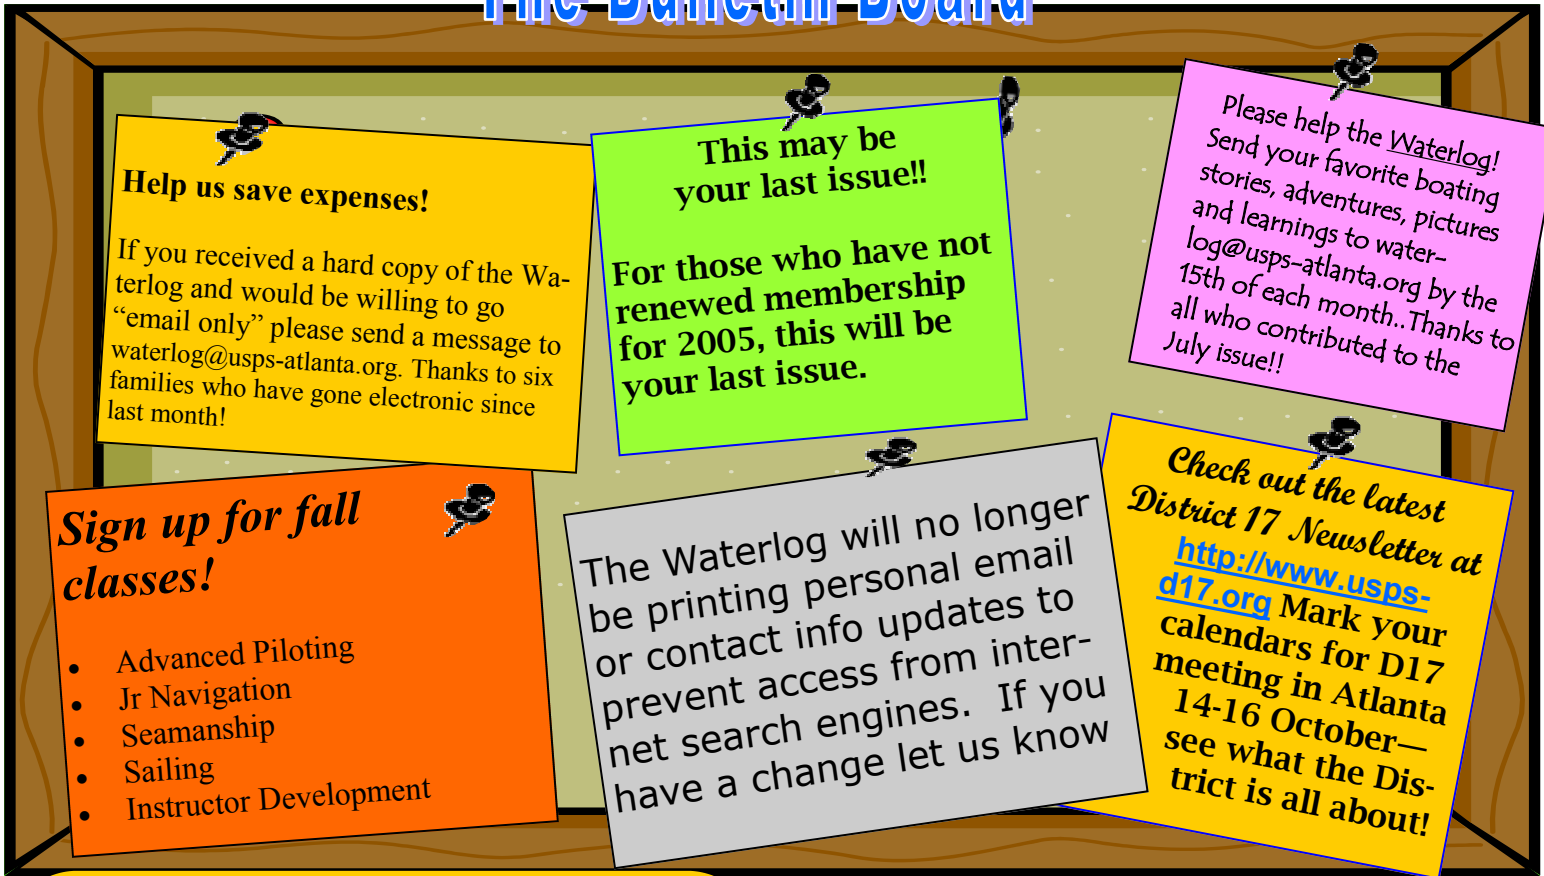 The Bulletin Board
Help us save expenses!
If you received a hard copy of the Wa-
terlog and would be willing to go
“email only” please send a message to
waterlog@usps-atlanta.org. Thanks to six
families who have gone electronic since
last month!
This may be
your last issue!!
For those who have not
renewed membership
for 2005, this will be
your last issue.
Please help the Waterlog!
Send your favorite boating
stories, adventures, pictures
and learnings to water-
log@usps-atlanta.org by the
15th of each month..Thanks to
all who contributed to the
July issue!!
Sign up for fall
classes!
• Advanced Piloting
• Jr Navigation
• Seamanship
• Sailing
• Instructor Development
The Waterlog will no longer
be printing personal email
or contact info updates to
prevent access from inter-
net search engines.  If you
have a change let us know
Check out the latest
District 17 Newsletter at
http://www.usps-
d17.org Mark your
calendars for D17
meeting in Atlanta
14-16 October—
see what the Dis-
trict is all about!